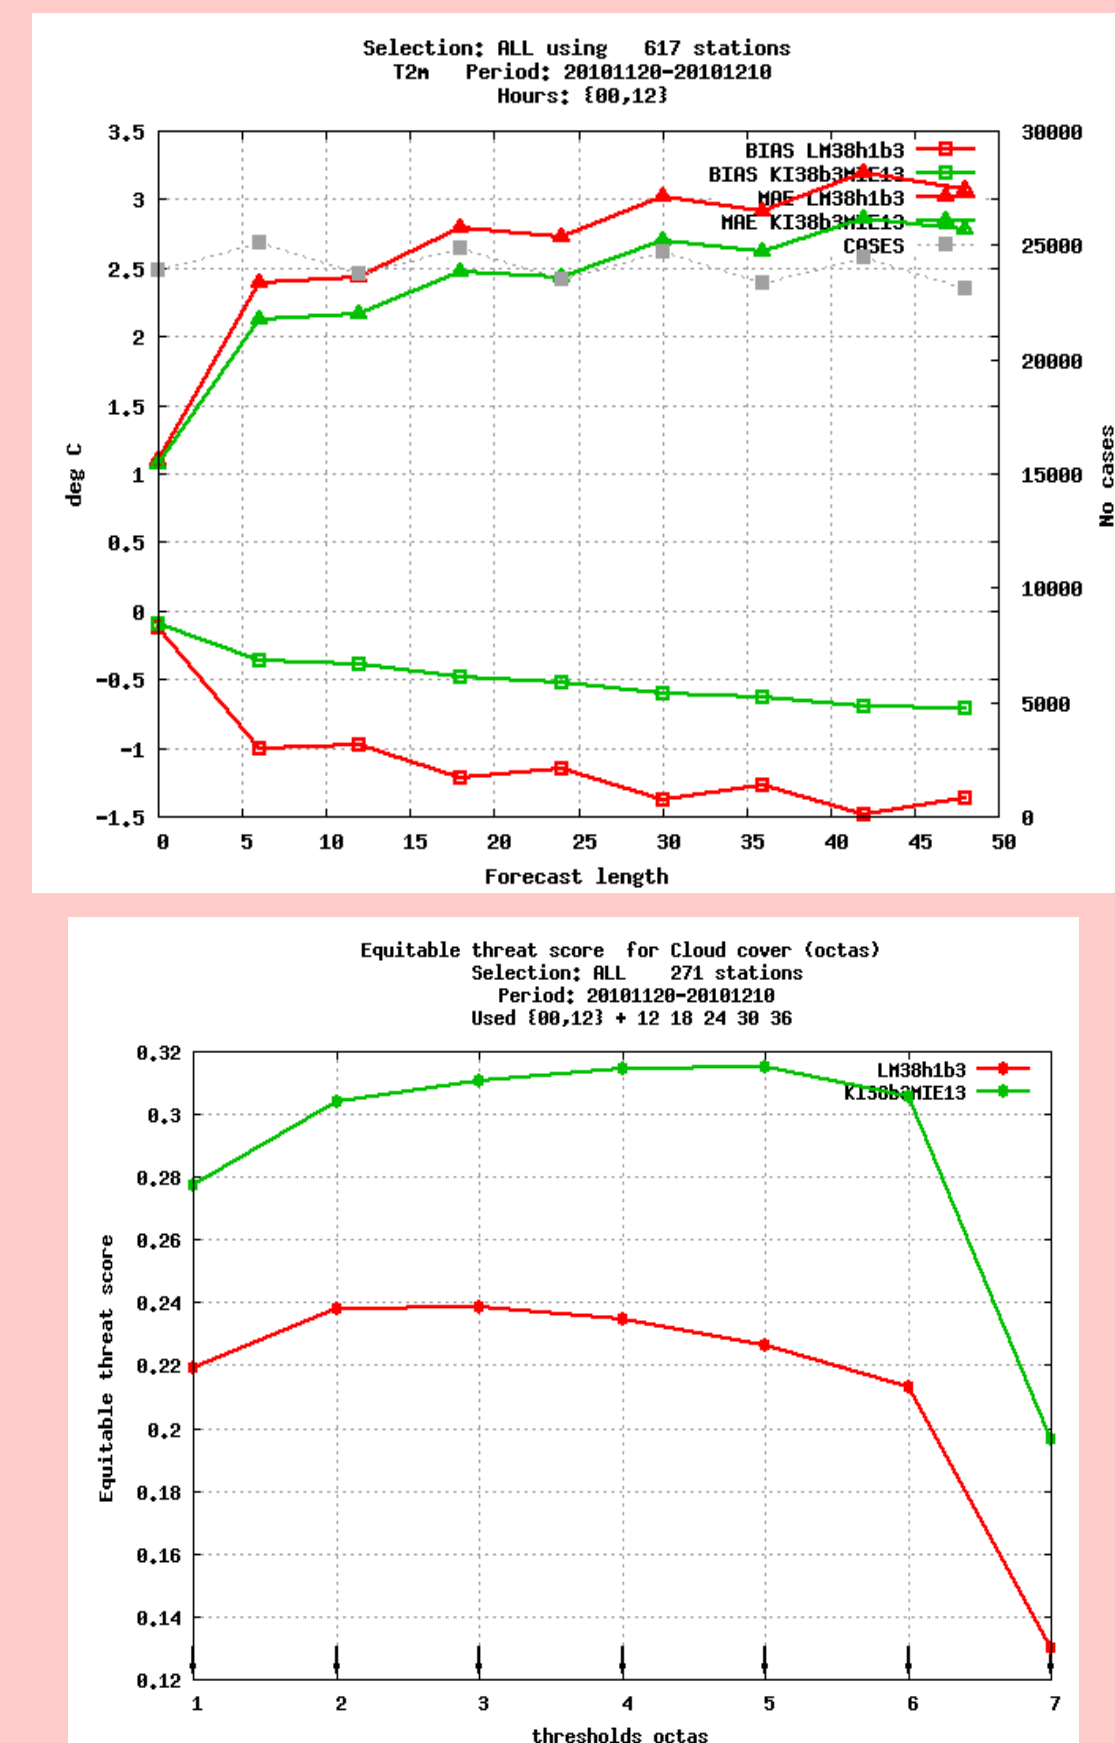 Selection: ALL using 617 stations
T2m Period: 20101120-20101210
Hours: {00,12}
3.5
3
2.5
2
1.5
1
0.5
0
-0.5
-1
-1.5
deg C
30000
25000
20000
15000
10000
5000
0
No cases
BIAS LM38h1b3
BIAS KI38b3MIE13
MAE LM38h1b3
MAE KI38b3MIE13
CASES
0 5 10 15 20 25 30 35 40 45 50
Forecast length
Equitable threat score for Cloud cover (octas)
Selection: ALL 271 stations
Period: 20101120-20101210
Used {00,12} + 12 18 24 30 36
0.32
0.3
0.28
0.26
0.24
0.22
0.2
0.18
0.16
0.14
0.12
Equitable threat score
LM38h1b3
KI38b3MIE13
1 2 3 4 5 6 7
thresholds octas